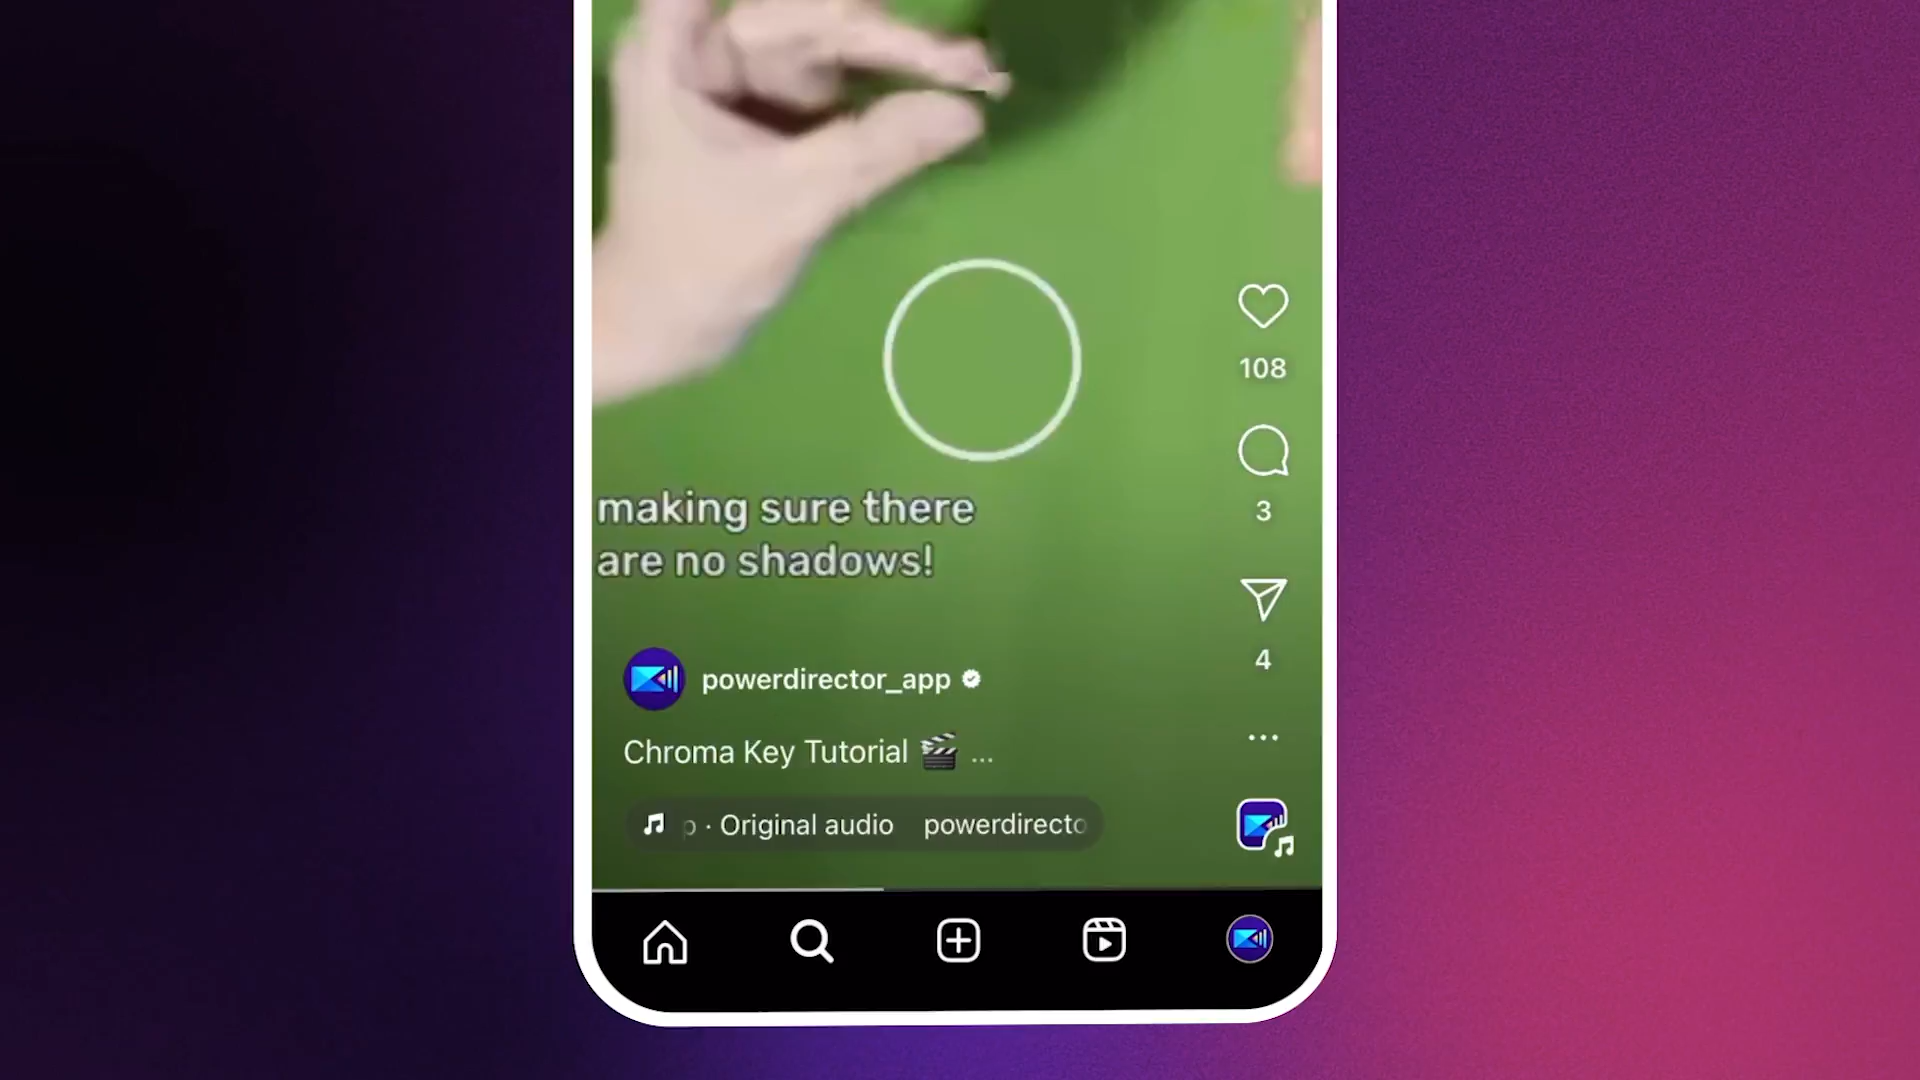 108
3
making sure there
are no shadows!
4
powerdirector_app
Chroma Key Tutorial 🎬 ...
p · Original audio powerdirecto